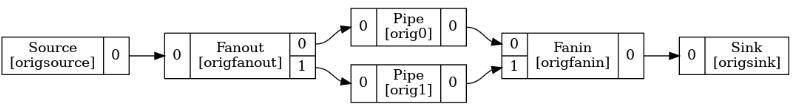 Source
[origsource]
0
0
Fanout
[origfanout]
0
1
0
Pipe
[orig0]
0
0
Pipe
[orig1]
0
0
1
Fanin
[origfanin]
0
0
Sink
[origsink]